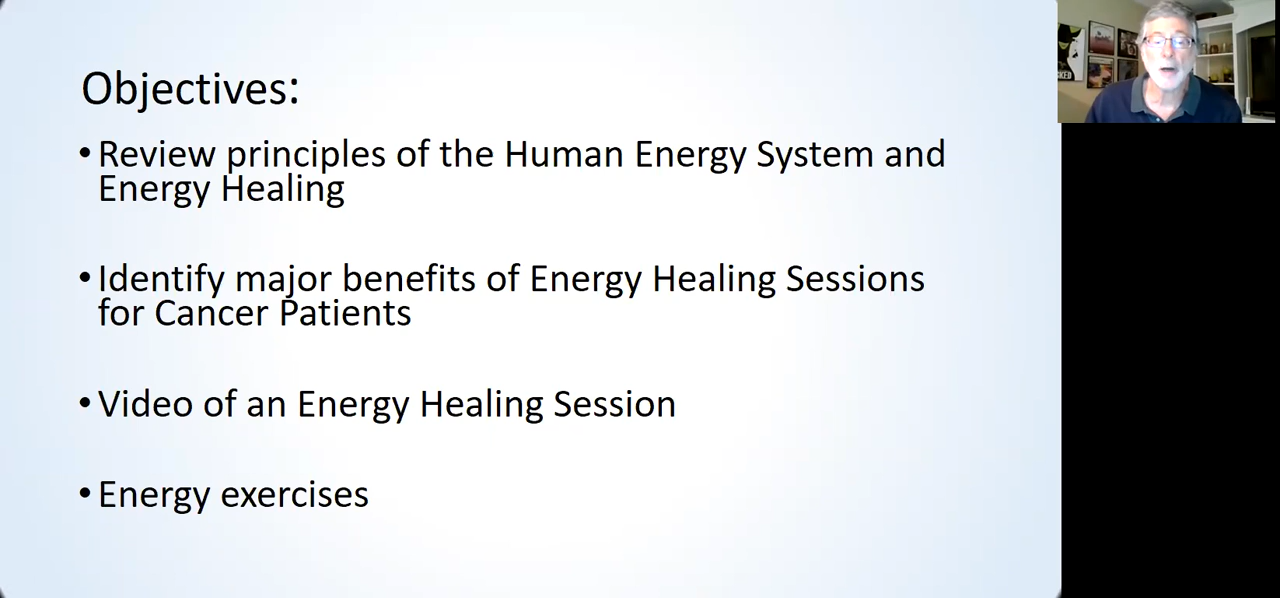 Objectives:
• Review principles of the Human Energy System and
Energy Healing
• Identify major benefits of Energy Healing Sessions
for Cancer Patients
• Video of an Energy Healing Session
• Energy exercises